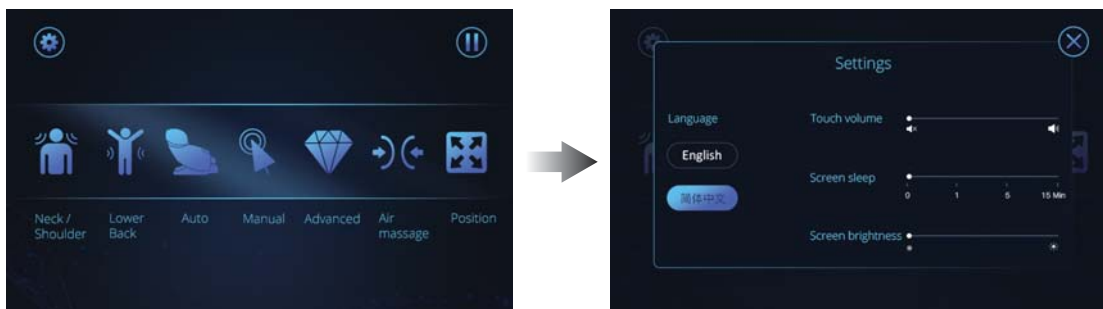 Neck /
Shoulder
Lower
Back
Auto
Manual
Advanced
Air
massage
Position
Settings
Language
English
简体中文
Touch volume
Screen sleep
0 1 5 15 Min
Screen brightness